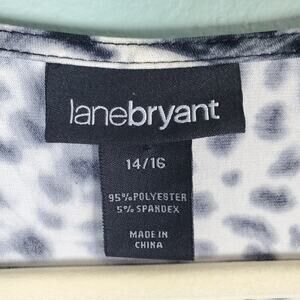 lanebryant
14/16
95% POLYESTER
5% SPANDEX
MADE IN
CHINA